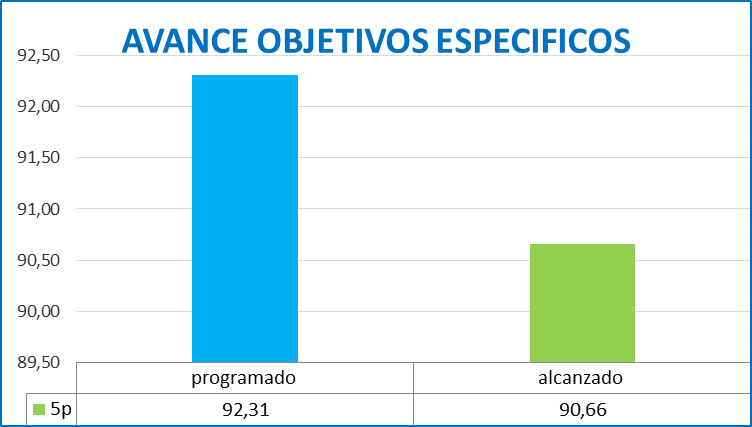 AVANCE OBJETIVOS ESPECIFICOS
92,50
92,00
91,50
91,00
90,50
90,00
89,50
programado alcanzado
5p 92,31 90,66